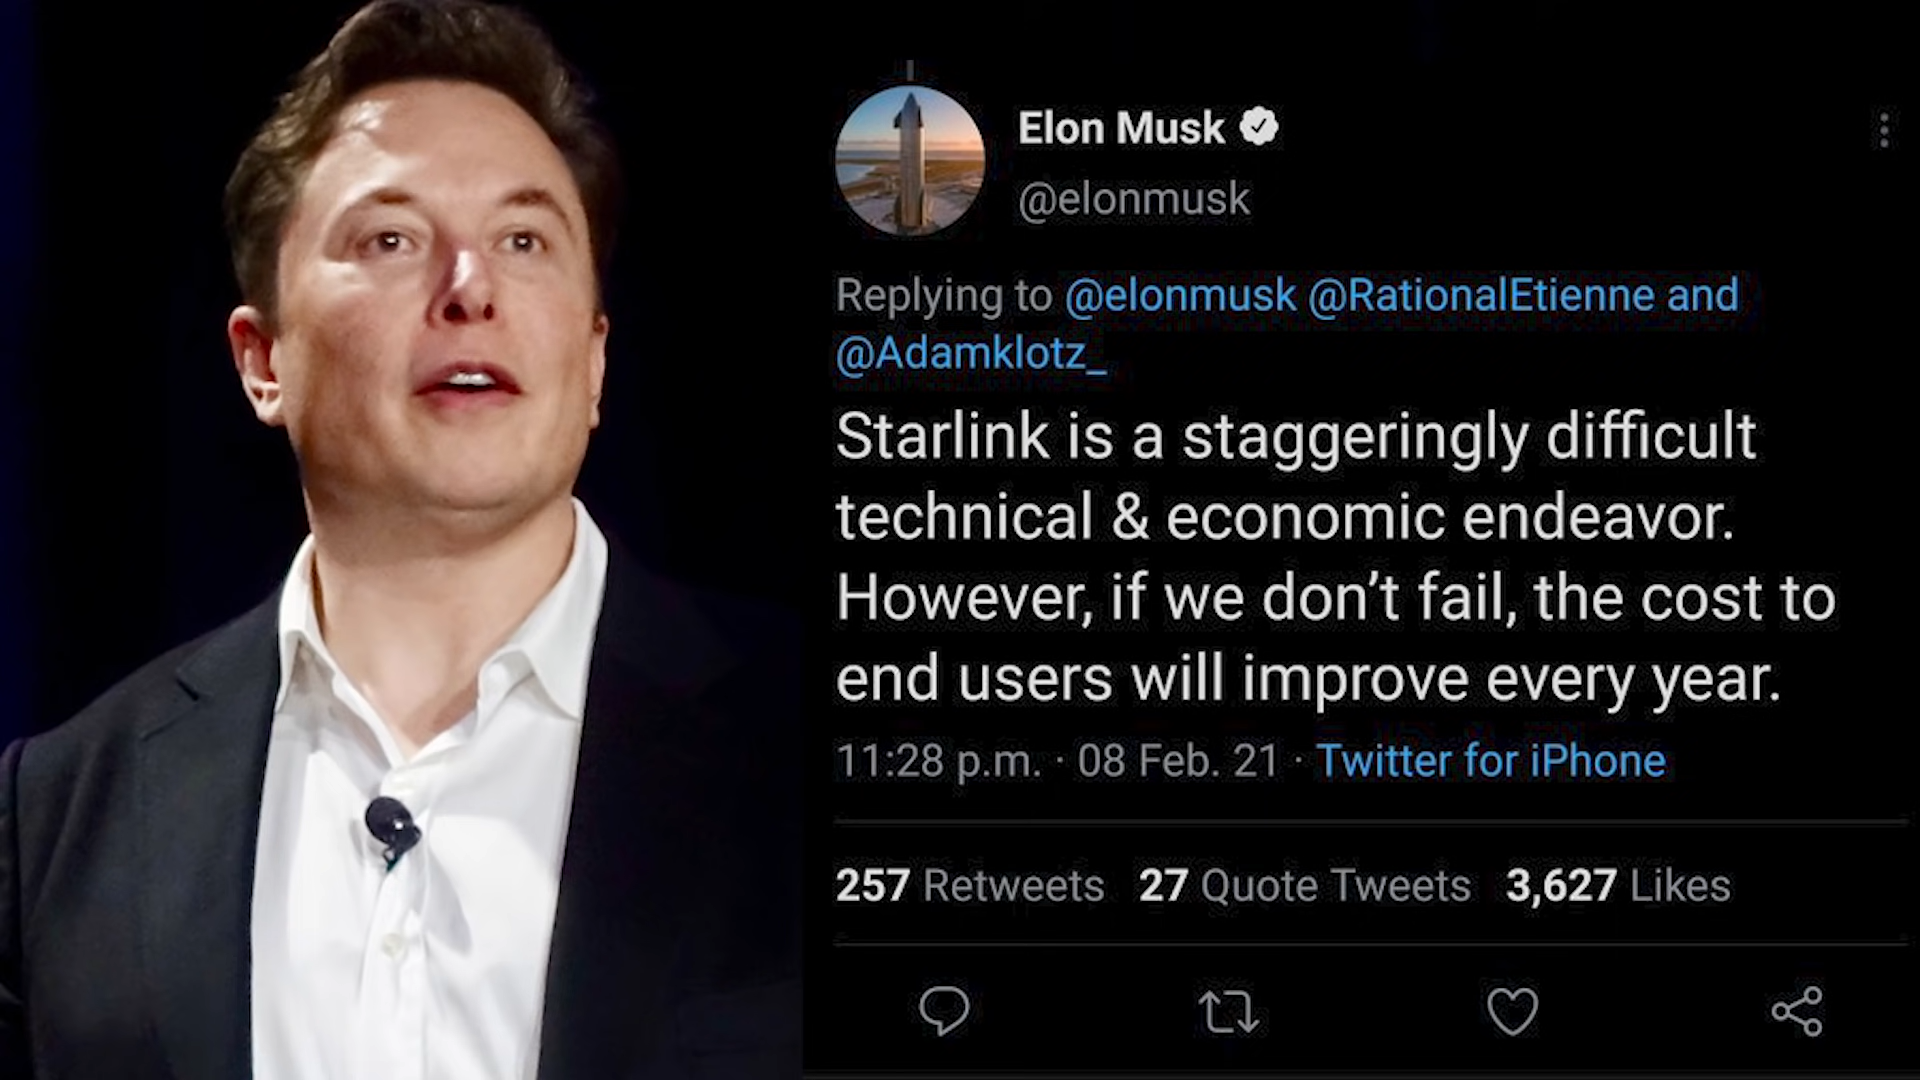 Elon Musk
@elonmusk
Replying to @elonmusk @RationalEtienne and
@Adamklotz_
Starlink is a staggeringly difficult
technical & economic endeavor.
However, if we don’t fail, the cost to
end users will improve every year.
11:28 p.m. · 08 Feb. 21 · Twitter for iPhone
257 Retweets 27 Quote Tweets 3,627 Likes